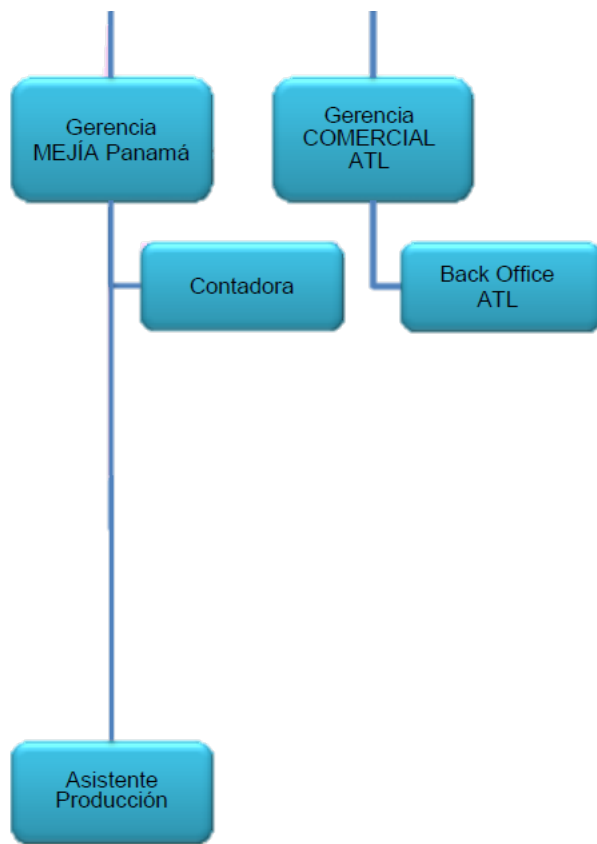 Gerencia
MEJÍA Panamá
Gerencia
COMERCIAL
ATL
Contadora
Back Office
ATL
Asistente
Producción